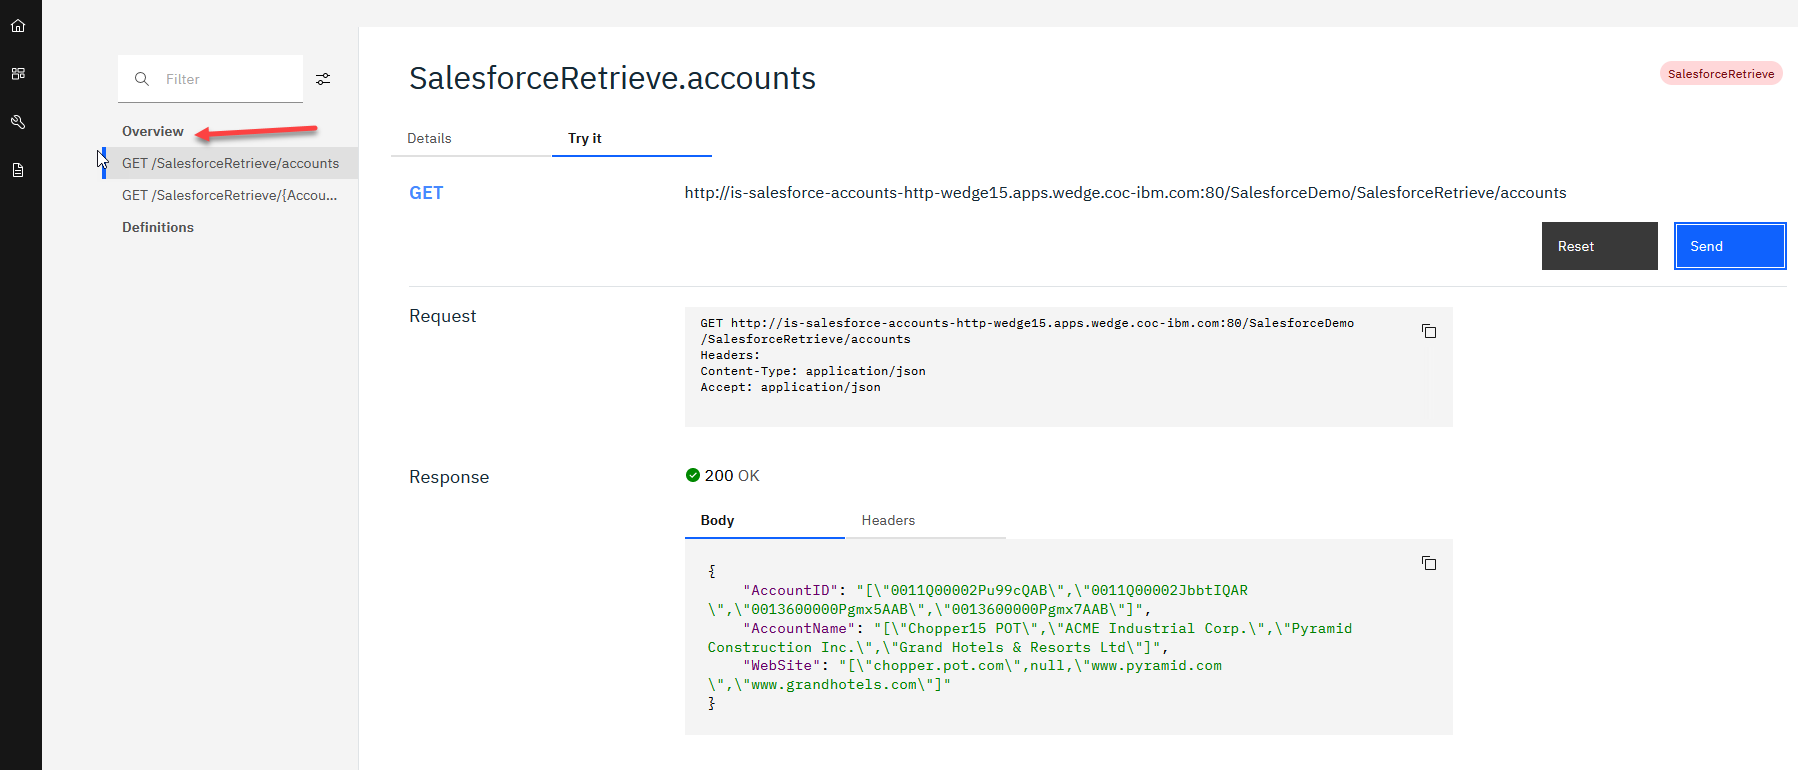 Filter
Overview
GET /SalesforceRetrieve/accounts
GET /SalesforceRetrieve/{Accou...
Definitions
SalesforceRetrieve.accounts
SalesforceRetrieve
Details
Try it
GET
http://is-salesforce-accounts-http-wedge15.apps.wedge.coc-ibm.com:80/SalesforceDemo/SalesforceRetrieve/accounts
Reset
Send
Request
GET http://is-salesforce-accounts-http-wedge15.apps.wedge.coc-ibm.com:80/SalesforceDemo
/SalesforceRetrieve/accounts
Headers:
Content-Type: application/json
Accept: application/json
Response
200 OK
Body
Headers
{
"AccountID": "[\"0011Q00002Pu99cQAB\",\"0011Q00002JbbtIQAR
\",\"0013600000Pgmx5AAB\",\"0013600000Pgmx7AAB\"]",
"AccountName": "[\"Chopper15 POT\",\"ACME Industrial Corp.\",\"Pyramid
Construction Inc.\",\"Grand Hotels & Resorts Ltd\"]",
"WebSite": "[\"chopper.pot.com\",null,\"www.pyramid.com
\",\"www.grandhotels.com\"]"
}